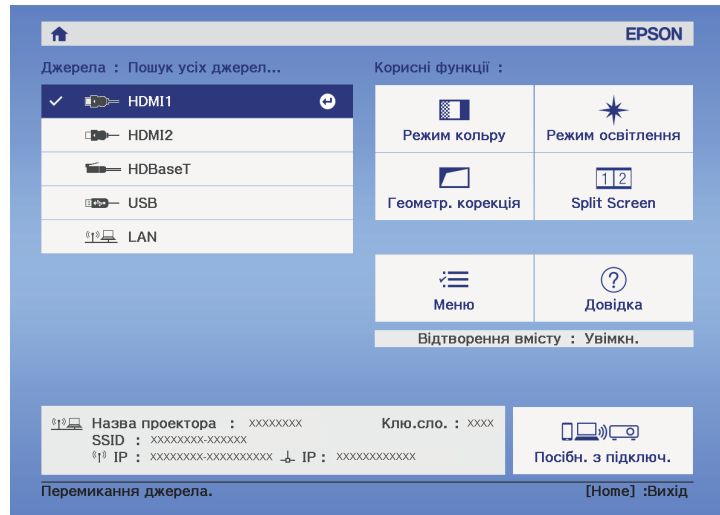 EPSON
Джерела : Пошук усіх джерел...
HDMI1
HDMI2
HDBaseT
USB
LAN
Корисні функції :
Режим кольру
Режим освітлення
Геометр. корекція
1 2
Split Screen
Меню
?
Довідка
Відтворення вмісту : Увімкн.
Назва проектора : XXXXXXXX
Клю.сло. : XXXX
SSID : XXXXXXXX-XXXXXX
IP : XXXXXXXX-XXXXXXXXXX IP : XXXXXXXXXXXX
Посібн. з підключ.
Перемикання джерела.
[Home] :Вихід